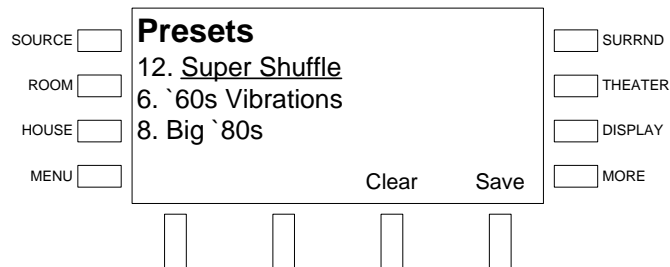 Presets
SOURCE
SURRND
12. Super Shuffle
ROOM
THEATER
6. `60s Vibrations
HOUSE
DISPLAY
8. Big `80s
MENU
MORE
Clear Save